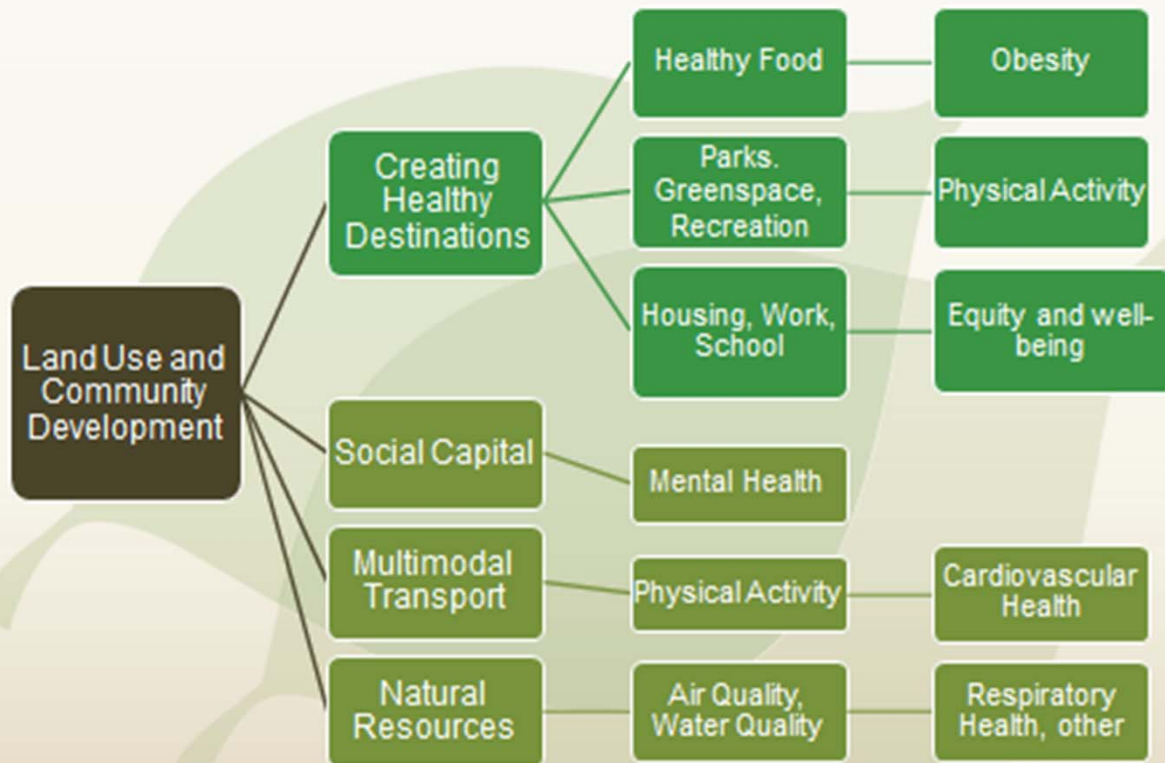 Land Use and
Community
Development
Creating
Healthy
Destinations
Healthy Food
Obesity
Parks.
Greenspace,
Recreation
Physical Activity
Housing, Work,
School
Equity and well-
being
Social Capital
Mental Health
Multimodal
Transport
Physical Activity
Cardiovascular
Health
Natural
Resources
Air Quality,
Water Quality
Respiratory
Health, other